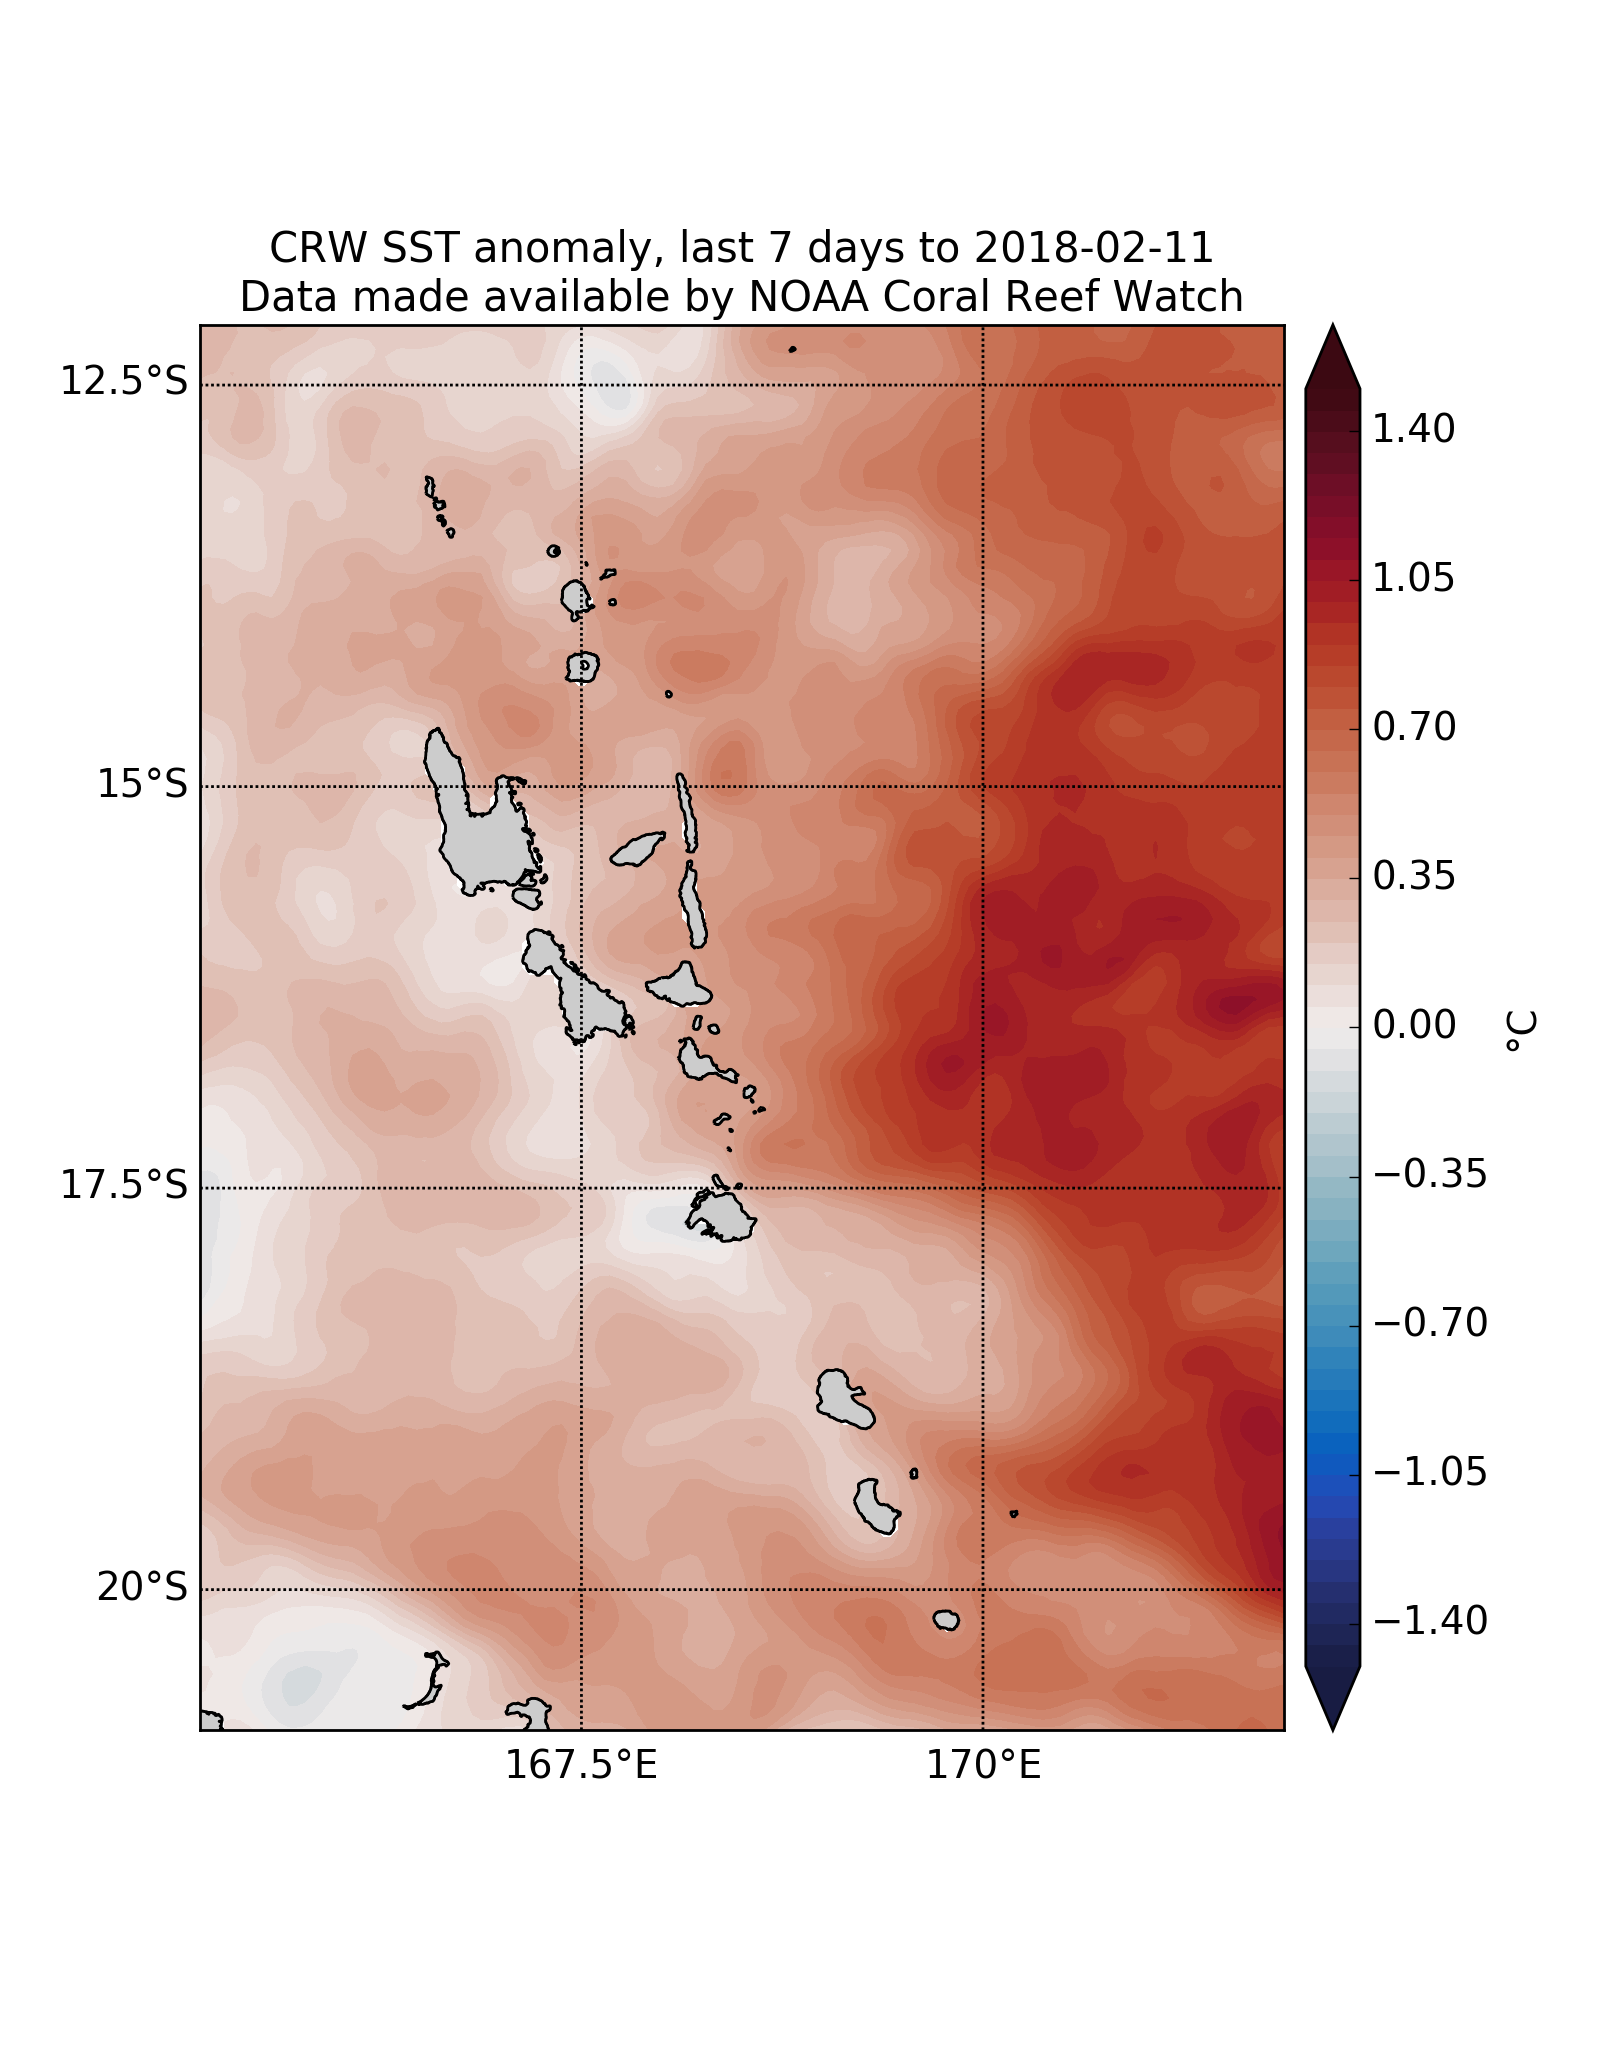 CRW SST anomaly, last 7 days to 2018-02-11
Data made available by NOAA Coral Reef Watch
12.5°S
15°S
17.5°S
20°S
167.5°E
170°E
1.40
1.05
0.70
0.35
0.00
−0.35
−0.70
−1.05
−1.40
°C